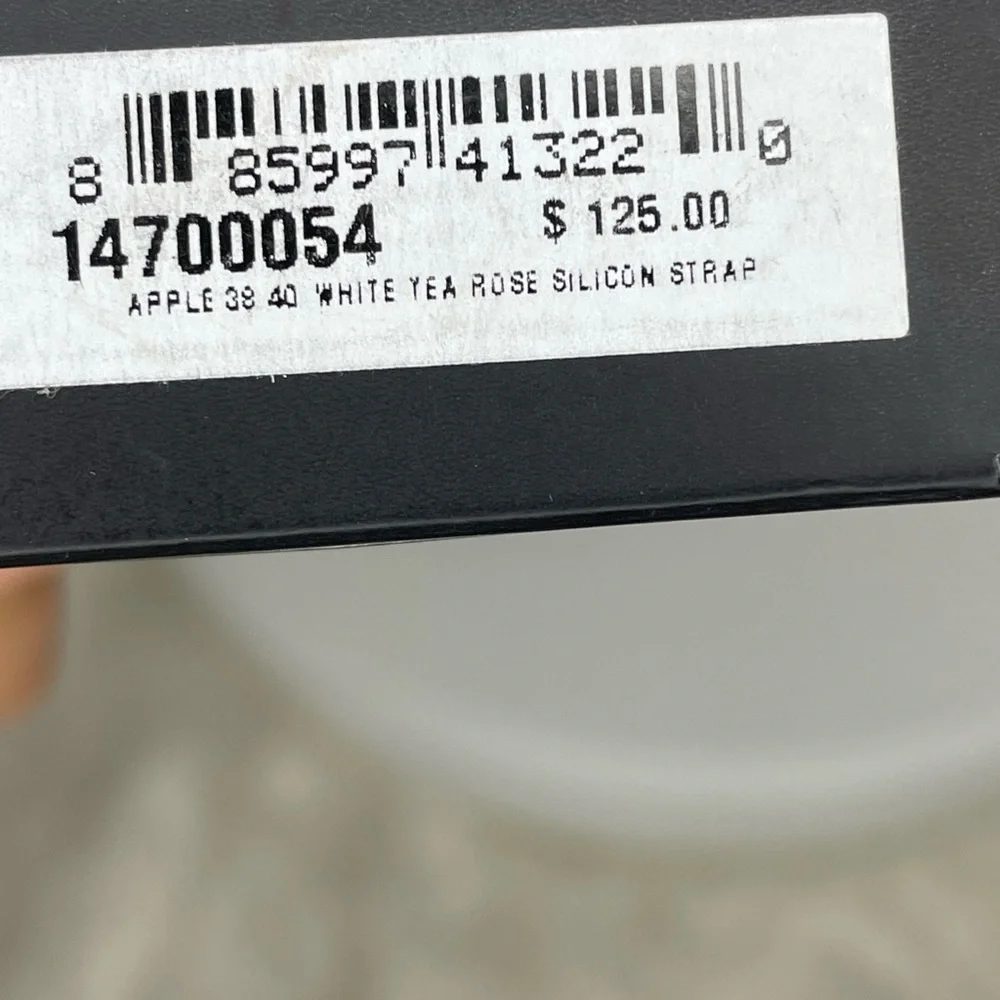 8 85997 41322 0
14700054 $ 125.00
APPLE 38 40 WHITE TEA ROSE SILICON STRAP